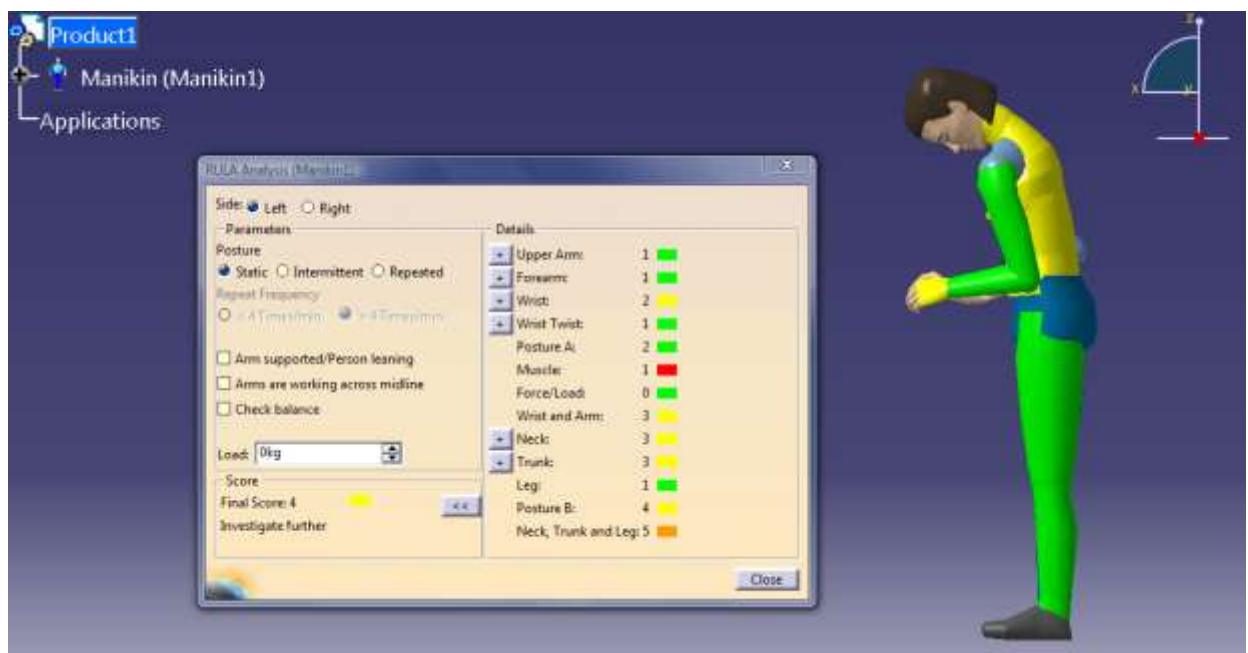 Product1
Manikin (Manikin1)
Applications
RULA Analysis (Manikin1)
Side: Left Right
Parameters
Posture
Static Intermittent Repeated
Repeat Frequency
Arm supported/Person leaning
Arms are working across midline
Check balance
Load: 0kg
Score
Final Score: 4
<<
Investigate further
Details
+ Upper Arm: 1
+ Forearm: 1
+ Wrist: 2
+ Wrist Twist: 1
Posture A: 2
Muscle: 1
Force/Load: 0
Wrist and Arm: 3
+ Neck: 3
+ Trunk: 3
Leg: 1
Posture B: 4
Neck, Trunk and Leg: 5
Close
z
x
y